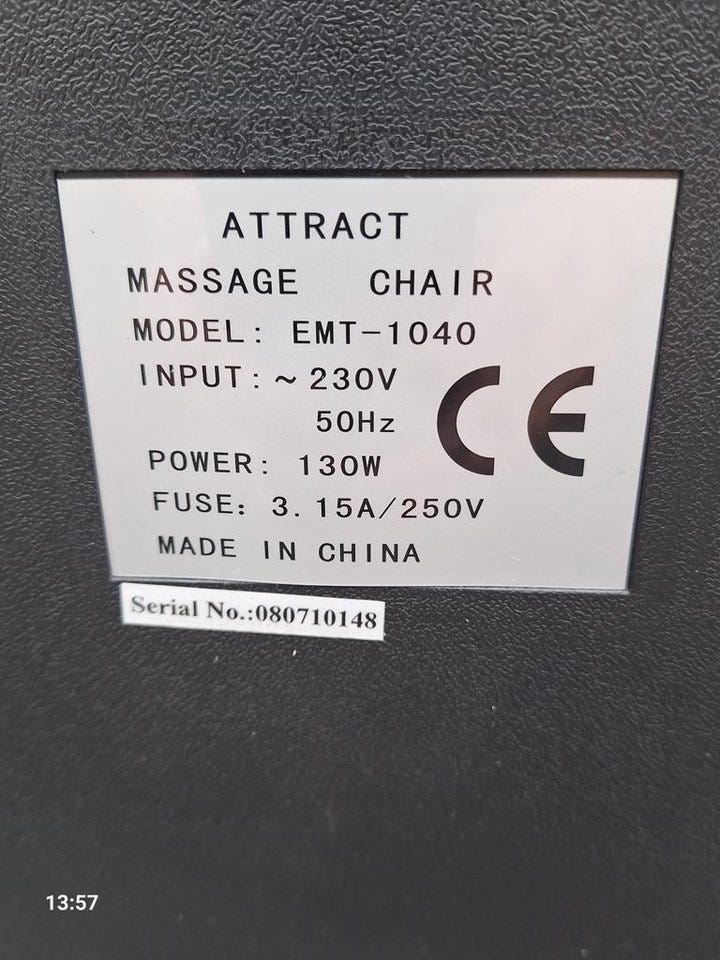 ATTRACT
MASSAGE CHAIR
MODEL: EMT-1040
INPUT: ~ 230V
50Hz
POWER: 130W
FUSE: 3.15A/250V
MADE IN CHINA
CE
Serial No.:080710148
13:57